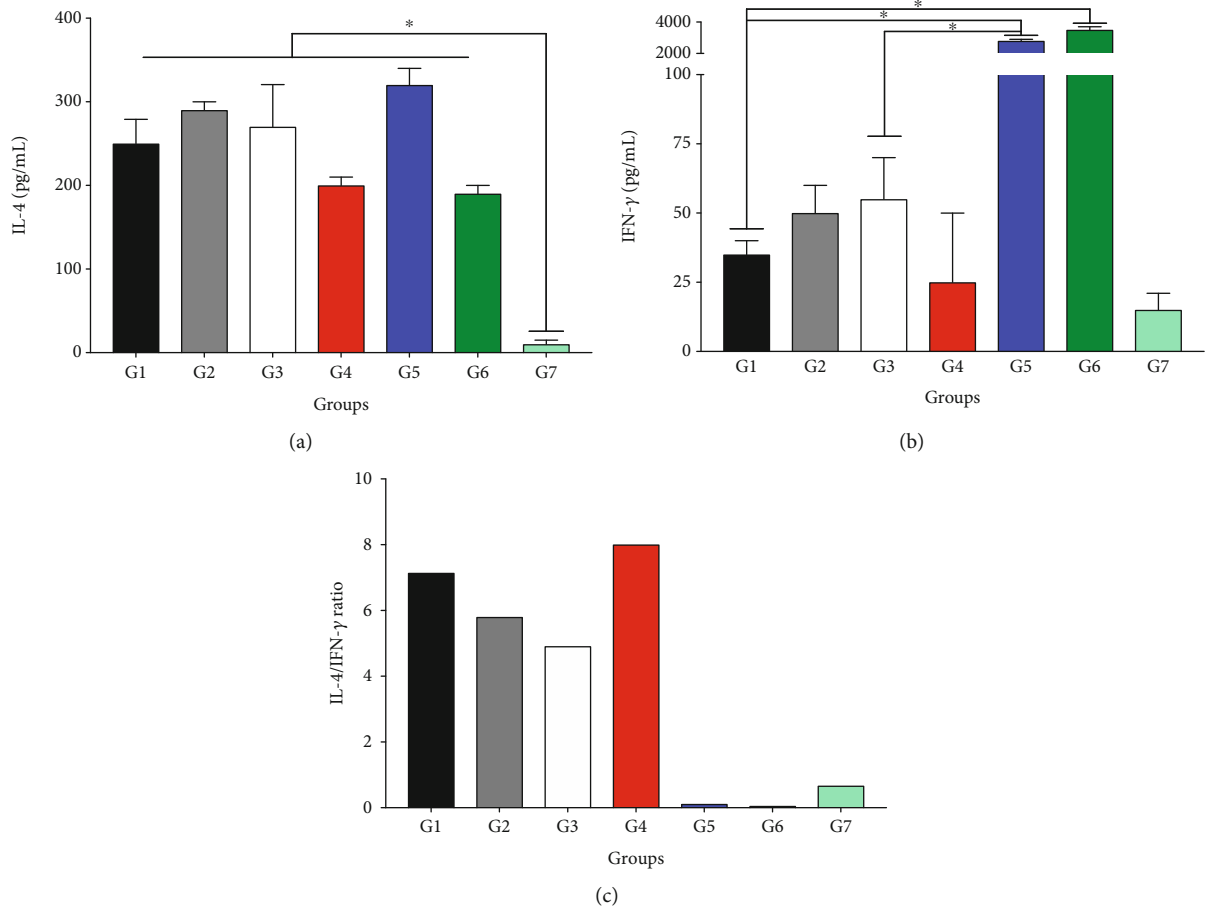 *
400
300
200
100
0
IL-4 (pg/mL)
G1 G2 G3 G4 G5 G6 G7
Groups
(a)
*
*
*
4000
2000
100
75
50
25
0
IFN-γ (pg/mL)
G1 G2 G3 G4 G5 G6 G7
Groups
(b)
10
8
6
4
2
0
IL-4/IFN-γ ratio
G1 G2 G3 G4 G5 G6 G7
Groups
(c)